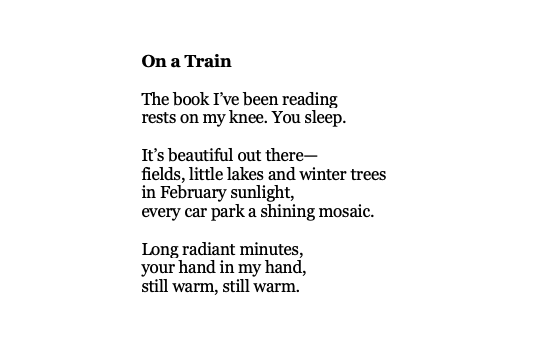 On a Train
The book I’ve been reading
rests on my knee. You sleep.
It’s beautiful out there—
fields, little lakes and winter trees
in February sunlight,
every car park a shining mosaic.
Long radiant minutes,
your hand in my hand,
still warm, still warm.